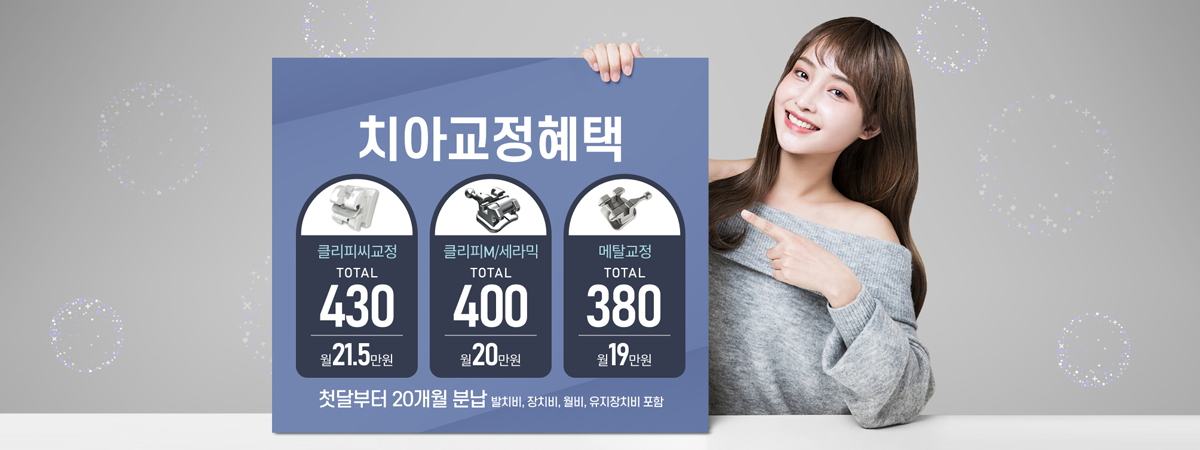 치아교정혜택
클리피씨교정
TOTAL
430
월21.5만원
클리피M/세라믹
TOTAL
400
월20만원
메탈교정
TOTAL
380
월19만원
첫달부터 20개월 분납 발치비, 장치비, 월비, 유지장치비 포함